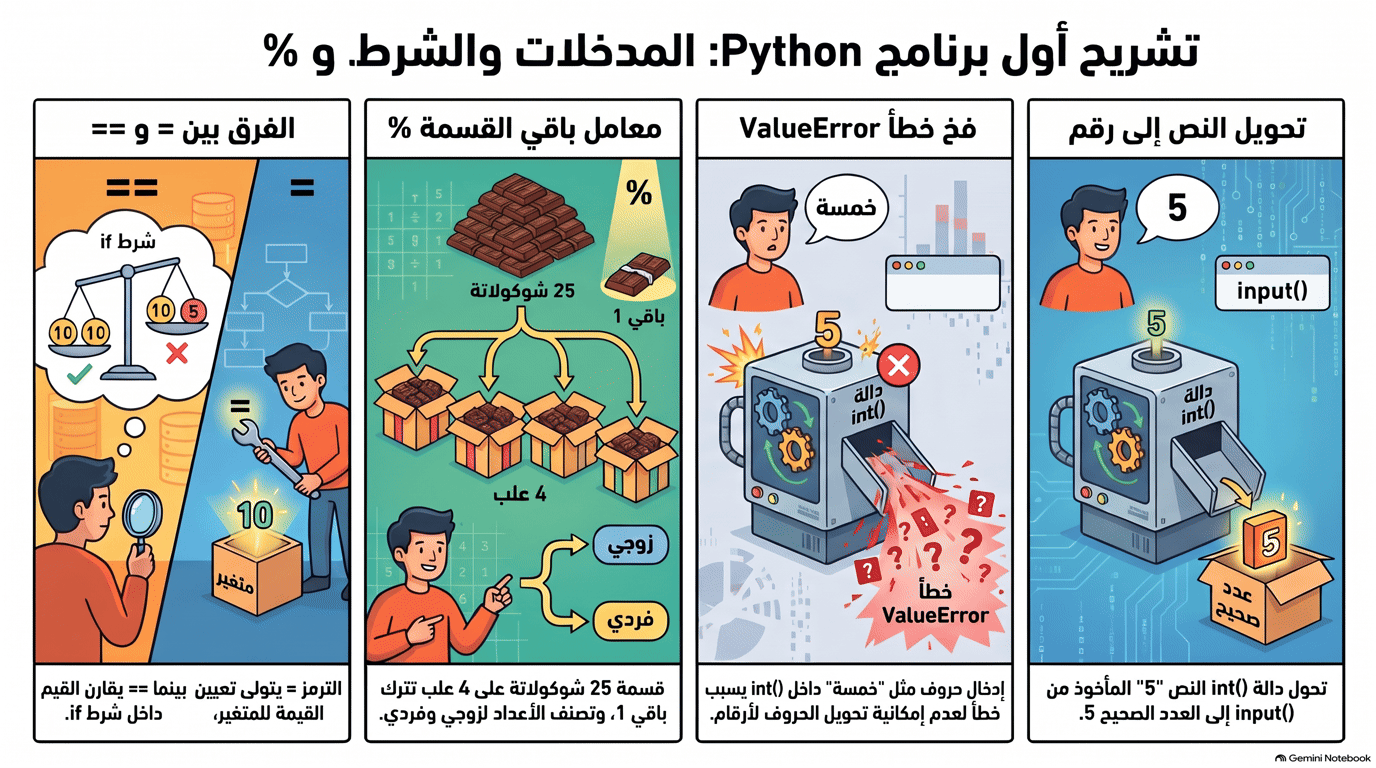 تشريح أول برنامج Python: المدخلات والشرط. و %
تحويل النص إلى رقم
5
input()
5
دالة
int()
5
عدد
صحيح
تحول دالة int() النص "5" المأخوذ من
input() إلى العدد الصحيح 5.
فخ خطأ ValueError
خمسة
5
دالة
int()
خطأ
ValueError
إدخال حروف مثل "خمسة" داخل int() يسبب
خطأ لعدم إمكانية تحويل الحروف لأرقام.
معامل باقي القسمة %
%
25 شوكولاتة
باقي 1
4 علب
زوجي
فردي
قسمة 25 شوكولاتة على 4 علب تترك
باقي 1، وتصنف الأعداد لزوجي وفردي.
الفرق بين = و ==
=
==
شرط if
10 10
10 5
=
10
متغير
الترمز = يتولى تعيين
القيمة للمتغير،
بينما == يقارن القيم
داخل شرط if.
Gemini Notebook